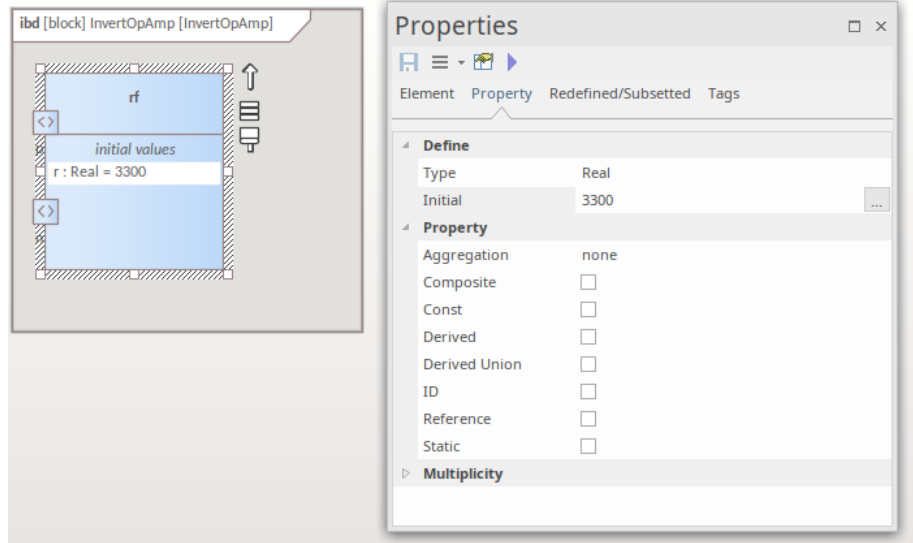 ibd [block] InvertOpAmp [InvertOpAmp]
rf
<>
p
initial values
r : Real = 3300
<>
n
Properties
Element Property Redefined/Subsetted Tags
Define
Type Real
Initial 3300 ...
Property
Aggregation none
Composite
Const
Derived
Derived Union
ID
Reference
Static
Multiplicity